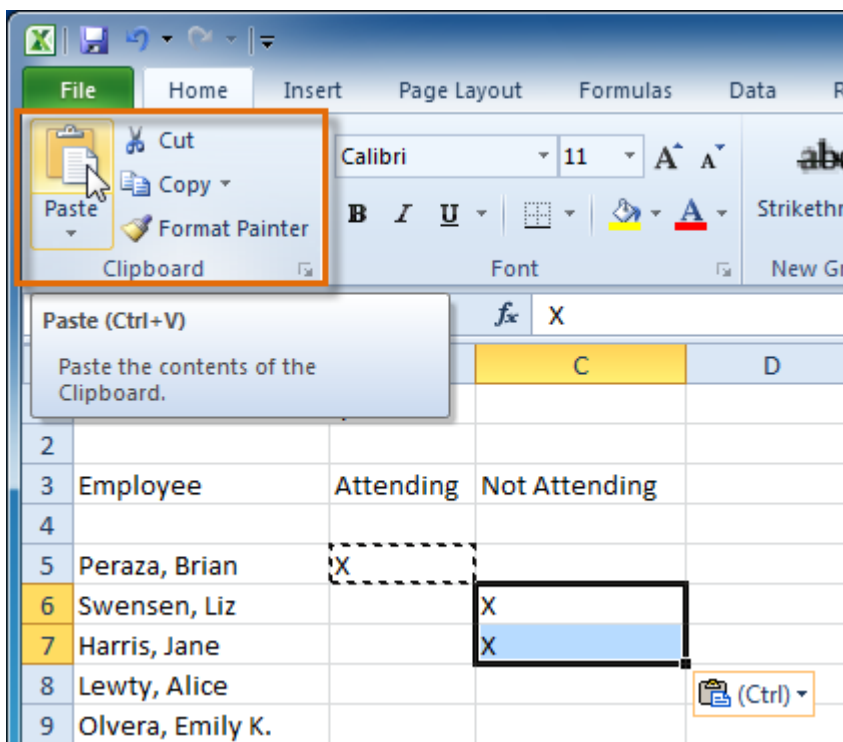 File Home Insert Page Layout Formulas Data
Cut
Calibri 11 A A abc
Copy
Paste
Format Painter B I U A Strikethr
Clipboard Font New Gr
Paste (Ctrl+V) fx X
Paste the contents of the
Clipboard.
C D
2
3 Employee Attending Not Attending
4
5 Peraza, Brian X
6 Swensen, Liz X
7 Harris, Jane X
8 Lewty, Alice
(Ctrl)
9 Olvera, Emily K.